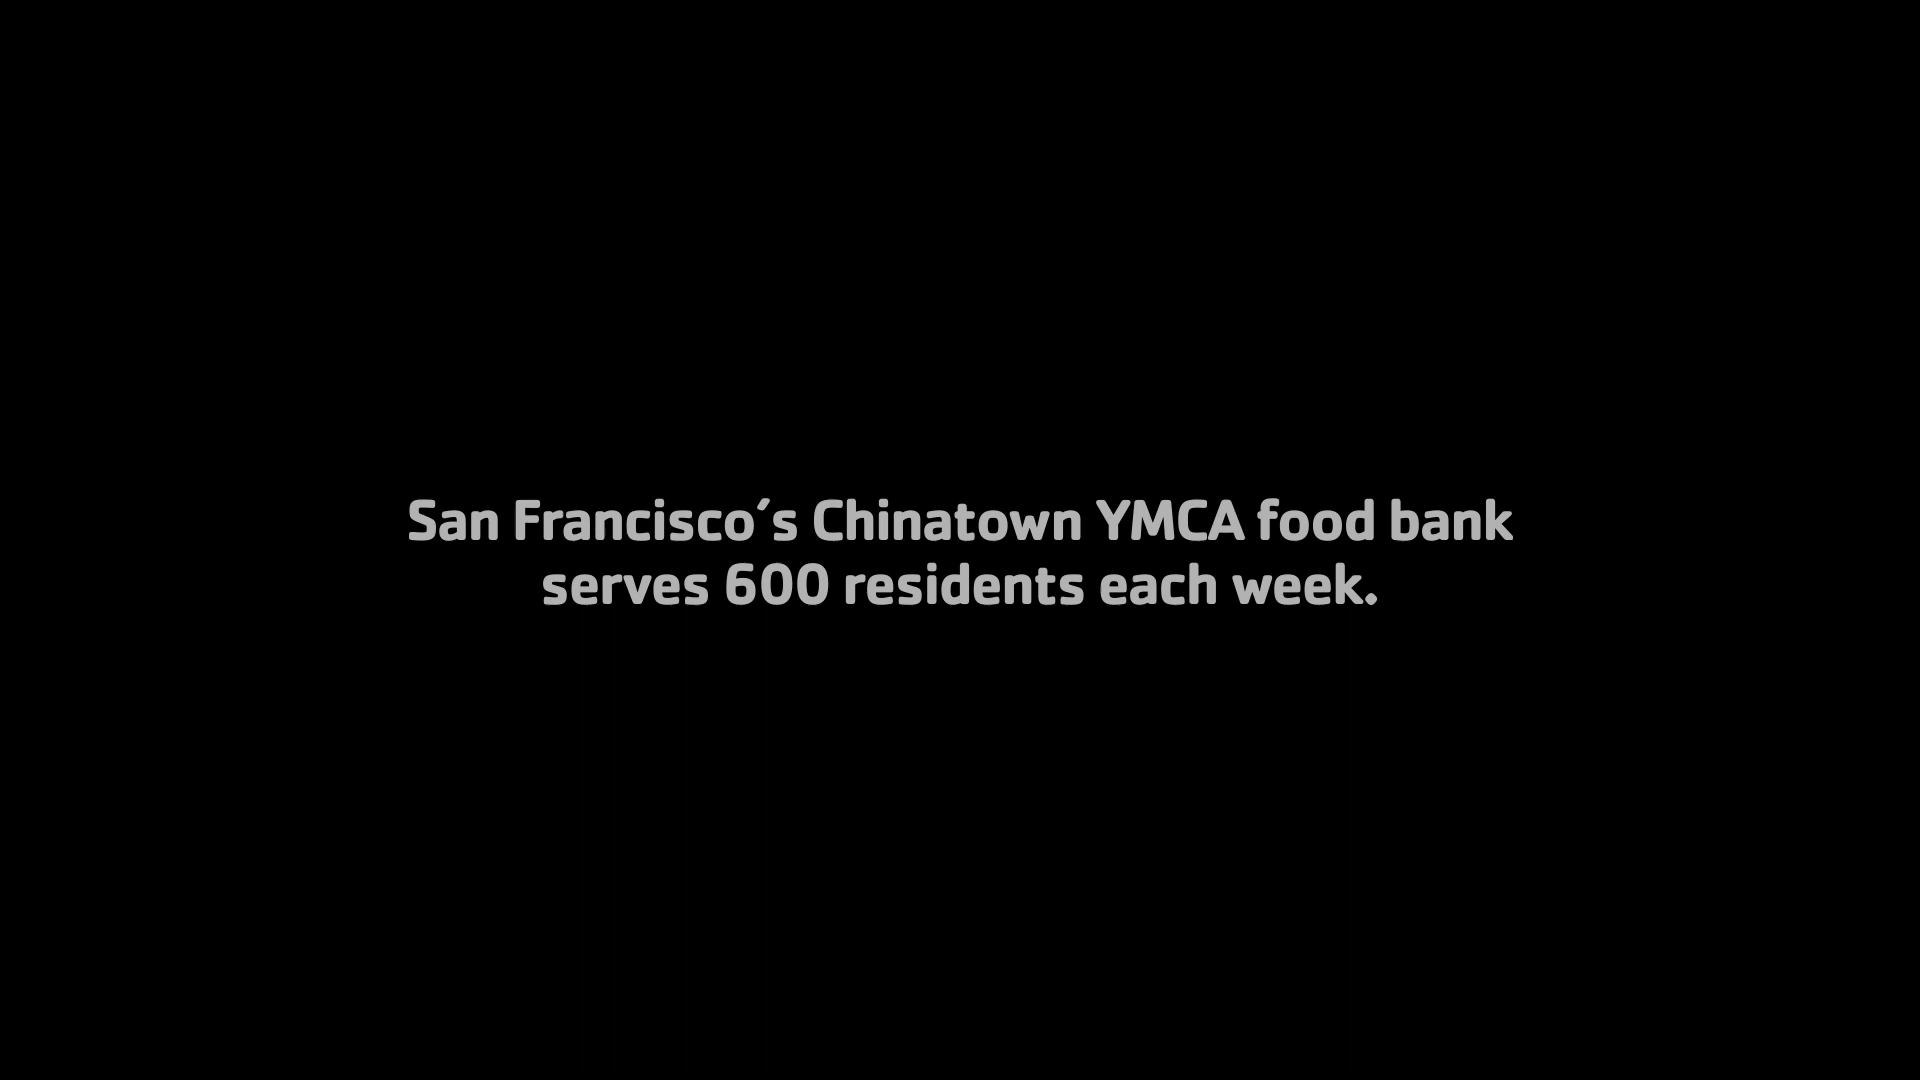 San Francisco´s Chinatown YMCA food bank
serves 600 residents each week.